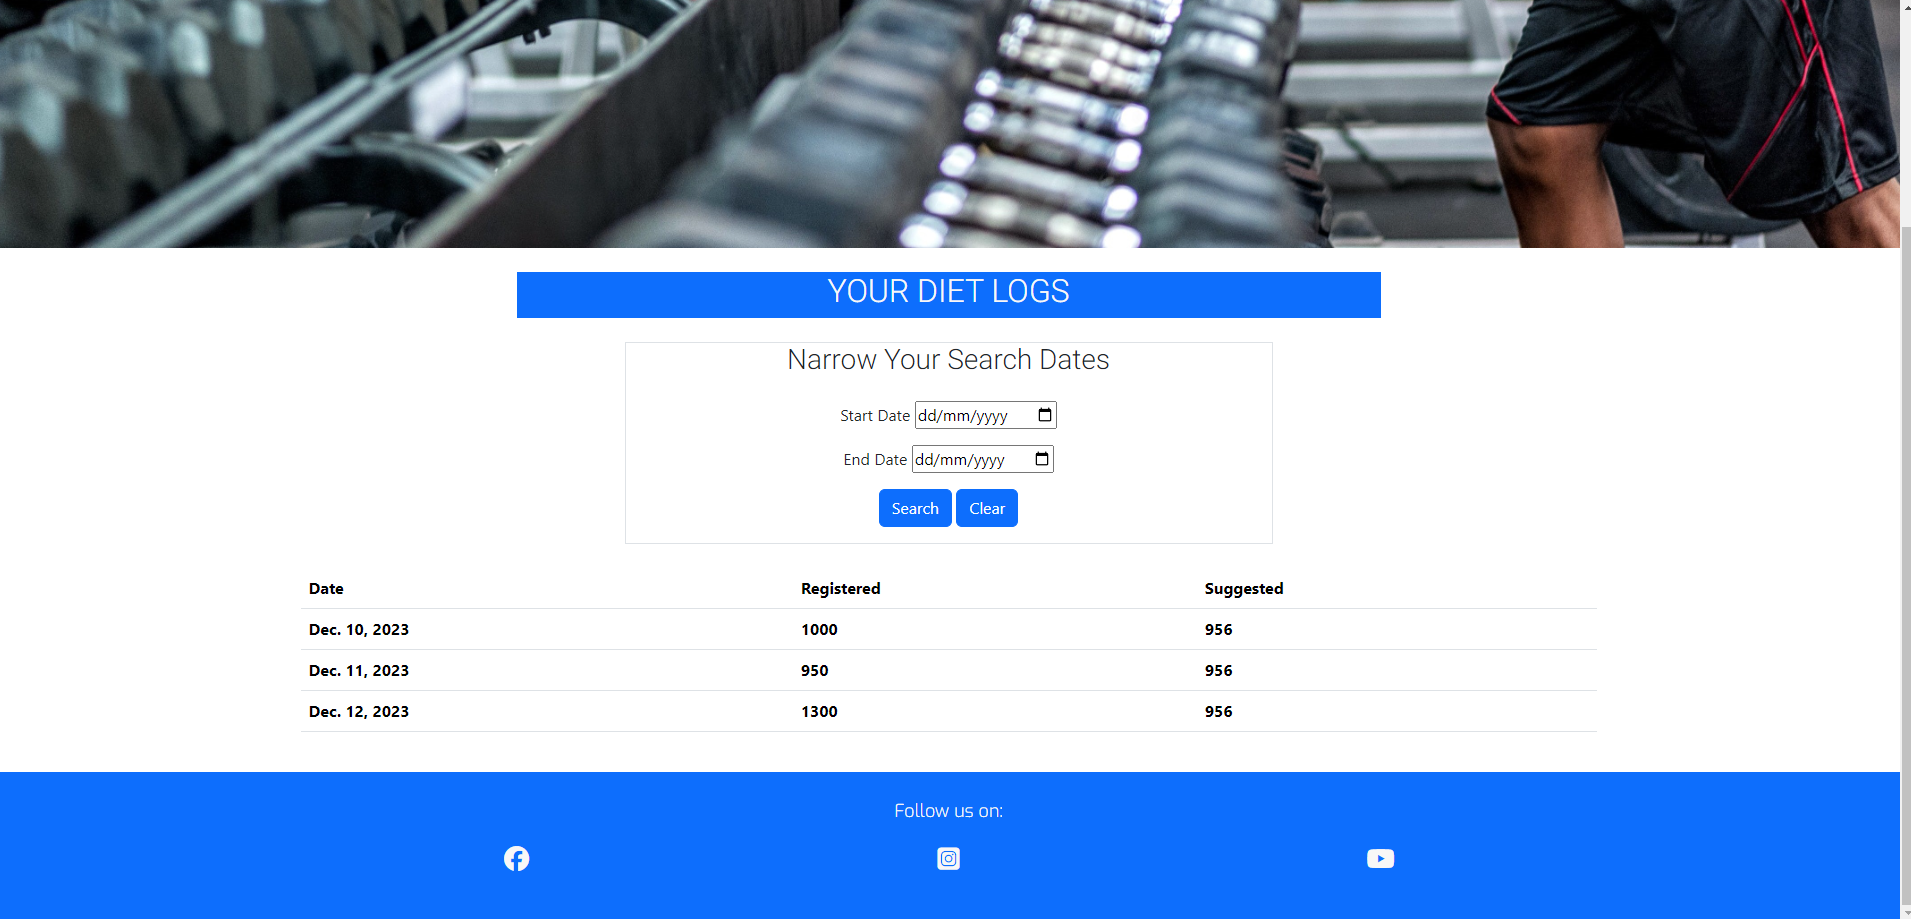 YOUR DIET LOGS
Narrow Your Search Dates
Start Date dd/mm/yyyy
End Date dd/mm/yyyy
Search Clear
Date Registered Suggested
Dec. 10, 2023 1000 956
Dec. 11, 2023 950 956
Dec. 12, 2023 1300 956
Follow us on: